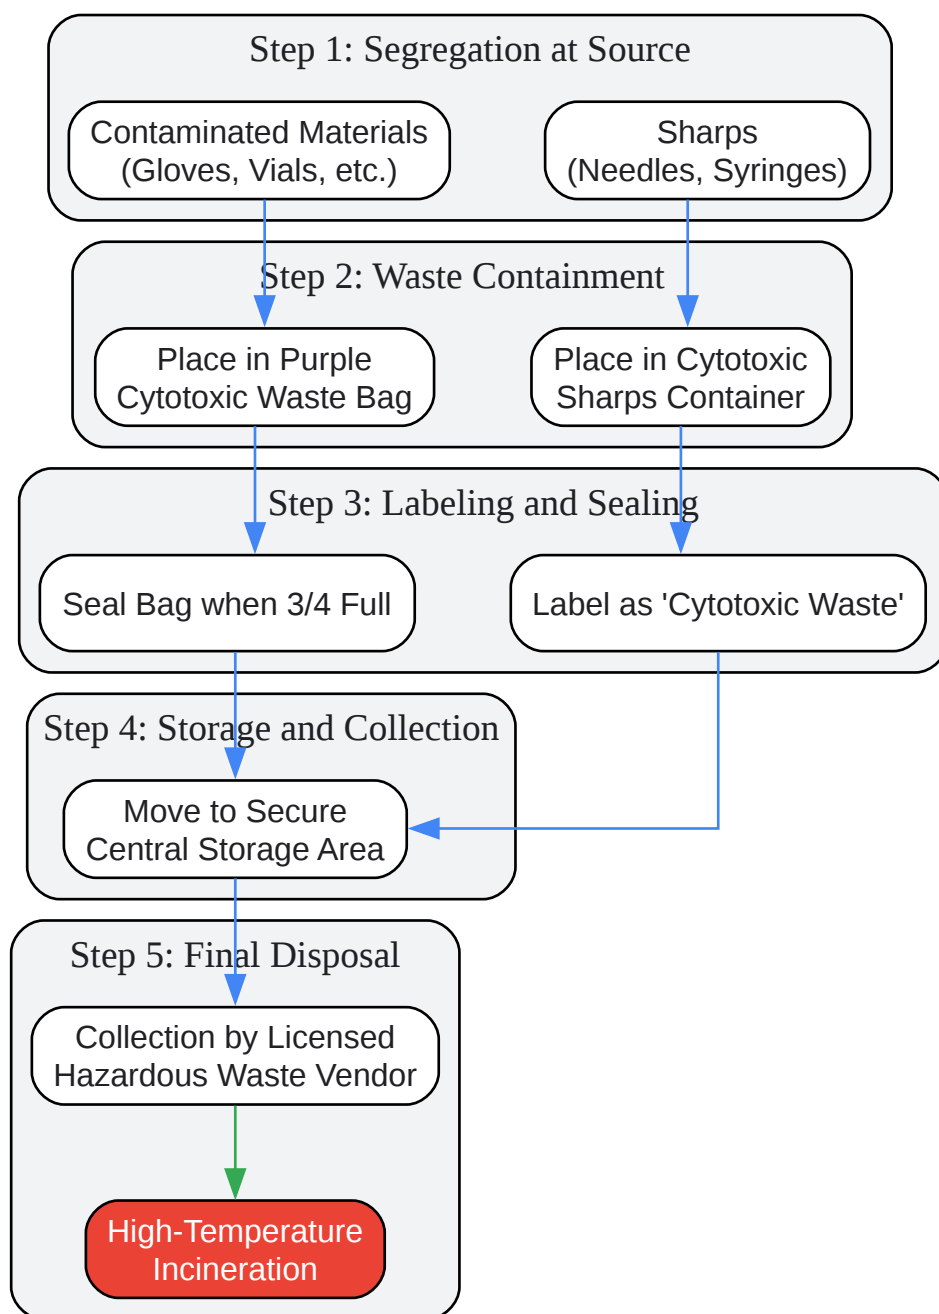 Step 1: Segregation at Source
Contaminated Materials
(Gloves, Vials, etc.)
Sharps
(Needles, Syringes)
Step 2: Waste Containment
Place in Purple
Cytotoxic Waste Bag
Place in Cytotoxic
Sharps Container
Step 3: Labeling and Sealing
Seal Bag when 3/4 Full
Label as 'Cytotoxic Waste'
Step 4: Storage and Collection
Move to Secure
Central Storage Area
Step 5: Final Disposal
Collection by Licensed
Hazardous Waste Vendor
High-Temperature
Incineration